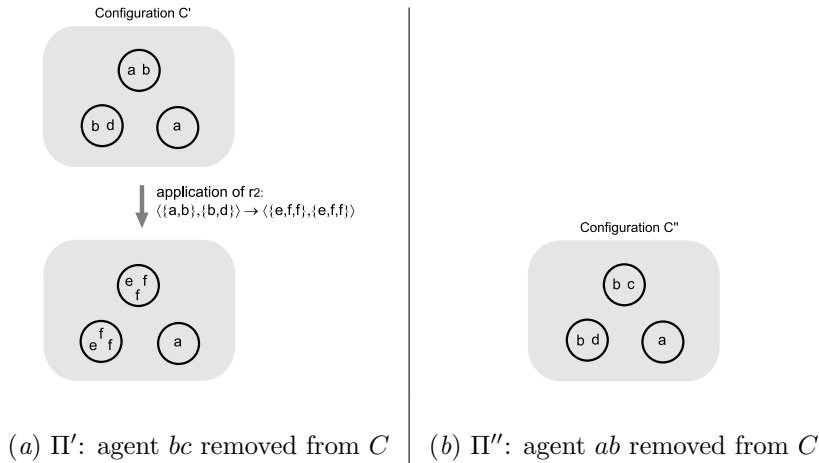 Configuration C'
a b
b d
a
application of r2:
⟨{a,b},{b,d}⟩ → ⟨{e,f,f},{e,f,f}⟩
e f
f
f
e f
a
(a) Π′: agent bc removed from C
Configuration C"
b c
b d
a
(b) Π″: agent ab removed from C